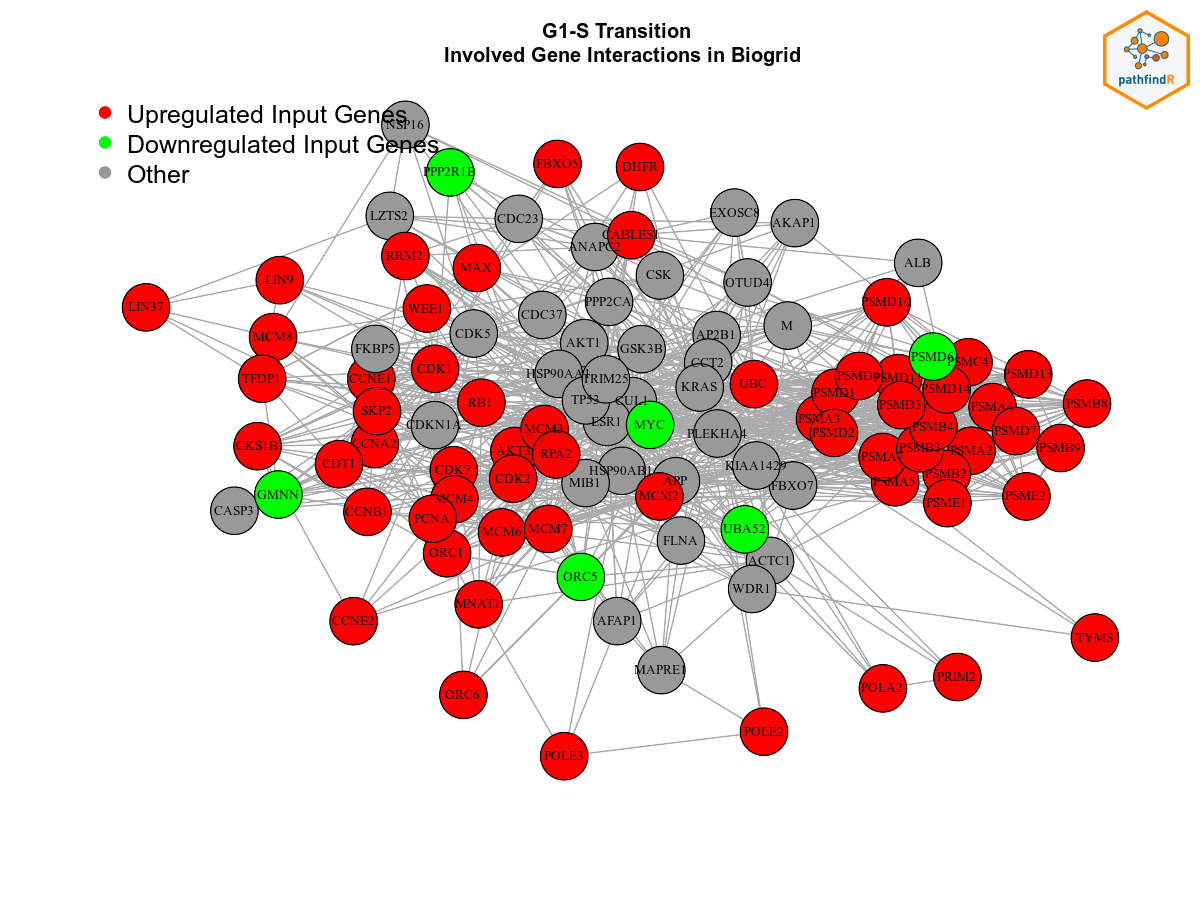 G1-S Transition
Involved Gene Interactions in Biogrid
pathfindR
Upregulated Input Genes
Downregulated Input Genes
Other
NSP16
PPP2R1B
FBXO5
DHFR
LZTS2
CDC23
EXOSC8
AKAP1
CABLES1
ANAPC2
RRM2
MAX
CSK
ALB
LIN9
OTUD4
LIN37
WEE1
PPP2CA
PSMD10
CDC37
M
MCM8
CDK5
AKT1
AP2B1
FKBP5
GSK3B
PSMD6
CCT2
PSMC4
TFDP1
CCNE1
CDK1
HSP90AA1
TRIM25
KRAS
UBC
PSMD1
PSMD14
PSMD13
RB1
TP53
CUL1
PSMD3
PSMA4
PSMB8
SKP2
CDKN1A
MCM3
ESR1
MYC
PLEKHA4
PSMA3
PSMD2
PSMB4
PSMD7
CKS1B
CCNA2
AKT3
RPA2
PSMB3
PSMA2
PSMB9
CDT1
CDK7
CDK2
HSP90AB1
KIAA1429
PSMA7
PSMB2
MIB1
APP
FBXO7
PSMA5
GMNN
MCM4
MCM2
PSME1
PSME2
CASP3
CCNB1
PCNA
MCM6
MCM7
UBA52
ORC1
FLNA
ACTC1
ORC5
WDR1
MNAT1
CCNE2
AFAP1
TYMS
MAPRE1
ORC6
POLA2
PRIM2
POLE2
POLE3